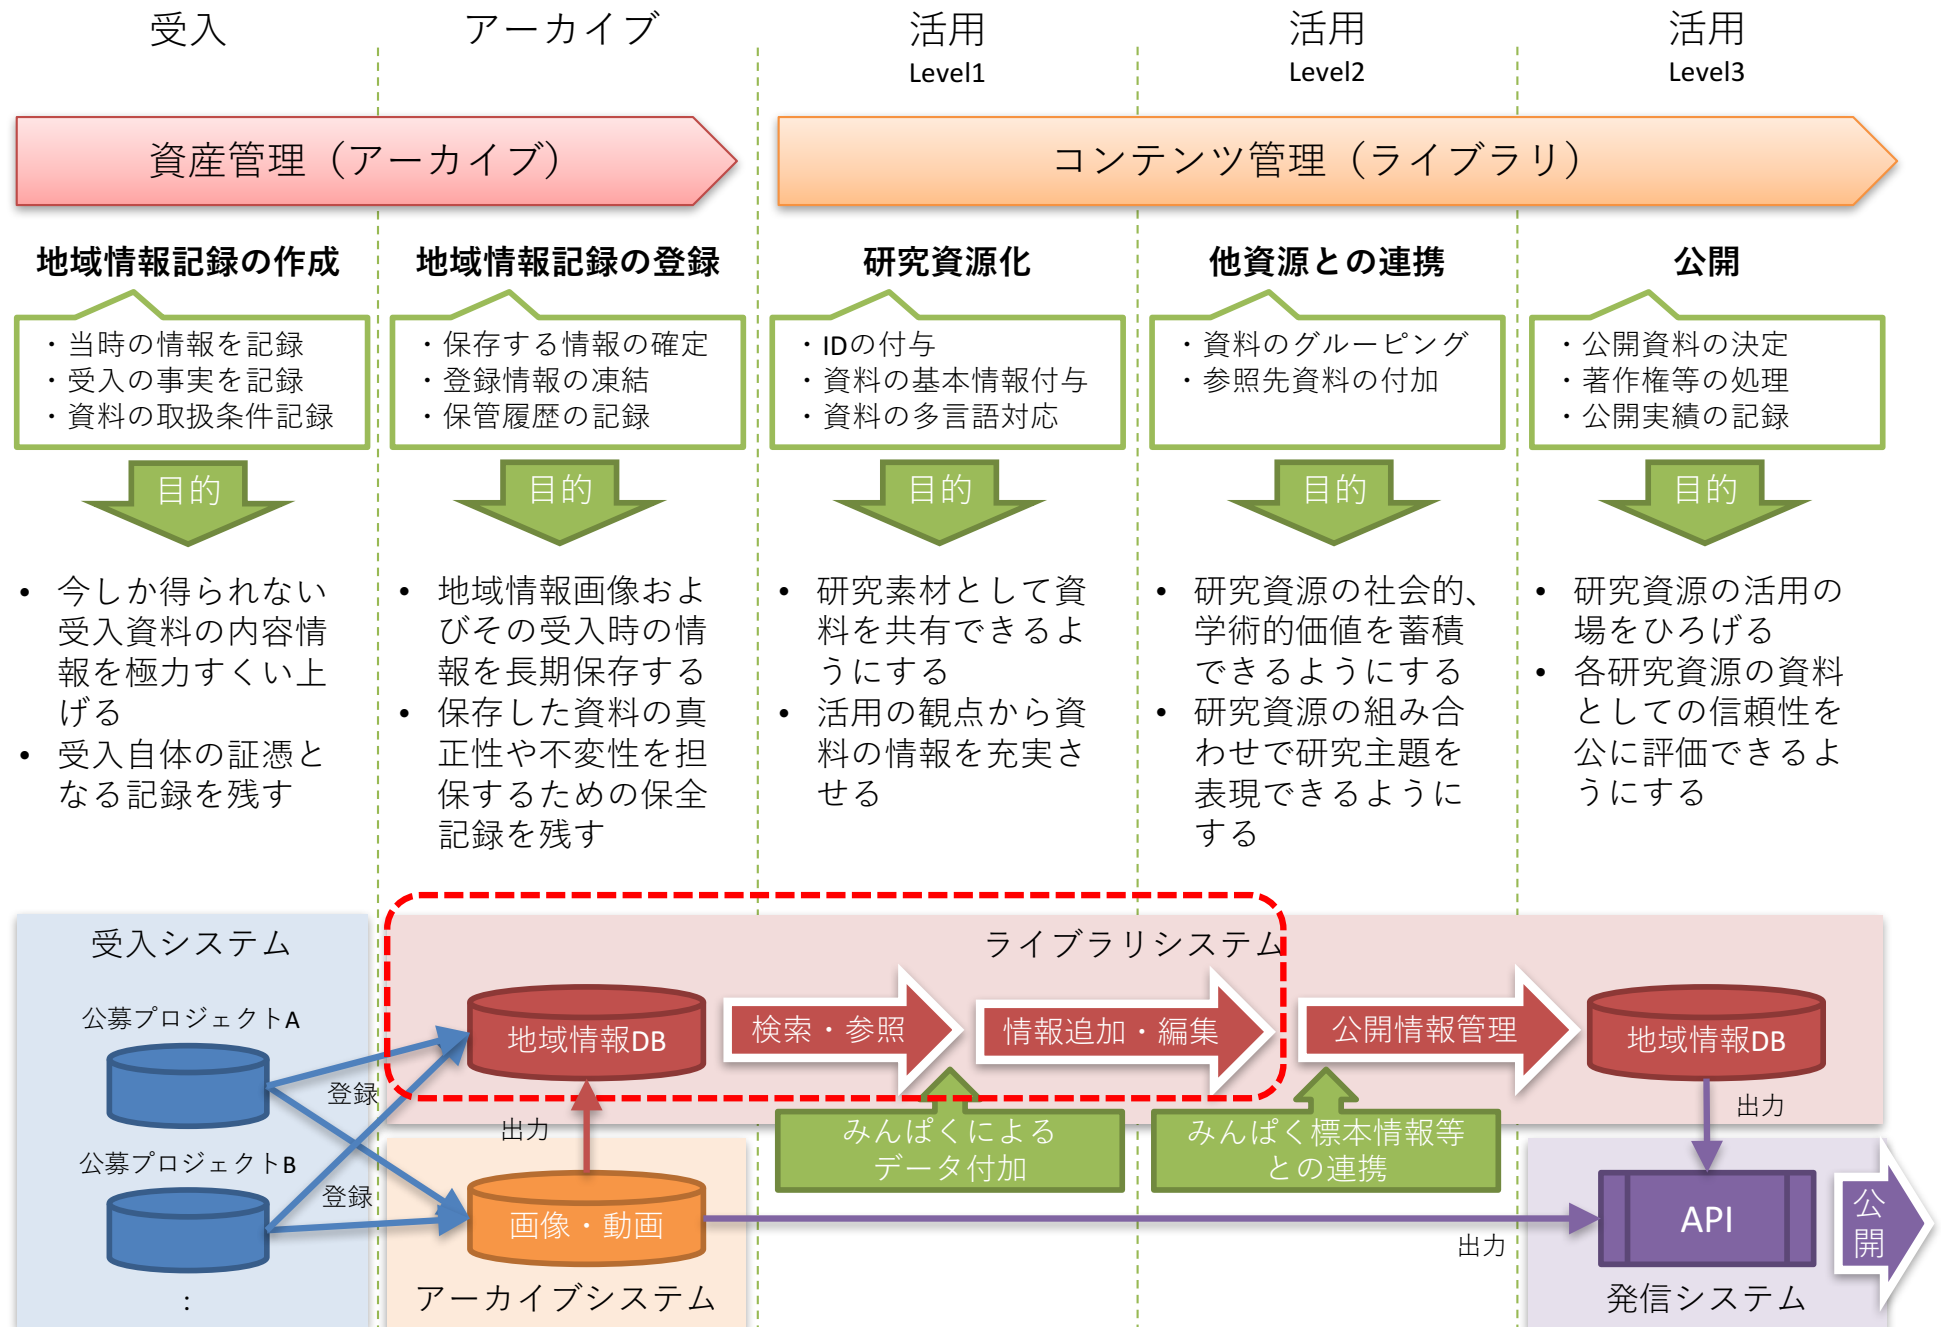 受入
アーカイブ
活用
Level1
活用
Level2
活用
Level3
資産管理（アーカイブ）
コンテンツ管理（ライブラリ）
地域情報記録の作成
・当時の情報を記録
・受入の事実を記録
・資料の取扱条件記録
目的
• 今しか得られない
受入資料の内容情
報を極力すくい上
げる
• 受入自体の証憑と
なる記録を残す
地域情報記録の登録
・保存する情報の確定
・登録情報の凍結
・保管履歴の記録
目的
• 地域情報画像およ
びその受入時の情
報を長期保存する
• 保存した資料の真
正性や不変性を担
保するための保全
記録を残す
研究資源化
・IDの付与
・資料の基本情報付与
・資料の多言語対応
目的
• 研究素材として資
料を共有できるよ
うにする
• 活用の観点から資
料の情報を充実さ
せる
他資源との連携
・資料のグルーピング
・参照先資料の付加
目的
• 研究資源の社会的、
学術的価値を蓄積
できるようにする
• 研究資源の組み合
わせで研究主題を
表現できるように
する
公開
・公開資料の決定
・著作権等の処理
・公開実績の記録
目的
• 研究資源の活用の
場をひろげる
• 各研究資源の資料
としての信頼性を
公に評価できるよ
うにする
受入システム
公募プロジェクトA
登録
公募プロジェクトB
登録
：
ライブラリシステム
地域情報DB
検索・参照
情報追加・編集
公開情報管理
地域情報DB
出力
出力
みんぱくによる
データ付加
みんぱく標本情報等
との連携
画像・動画
アーカイブシステム
出力
API
発信システム
公
開